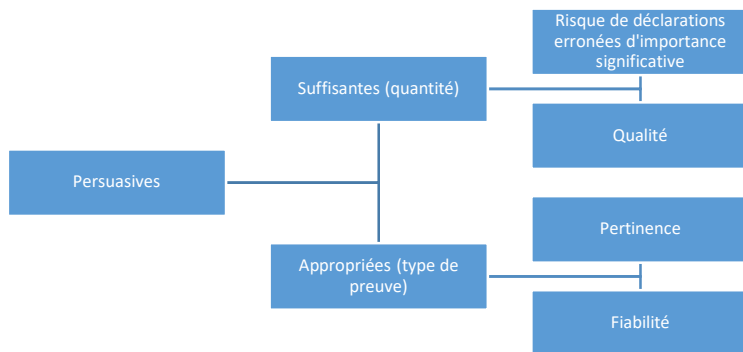 Persuasives
Suffisantes (quantité)
Risque de déclarations
erronées d'importance
significative
Qualité
Appropriées (type de
preuve)
Pertinence
Fiabilité